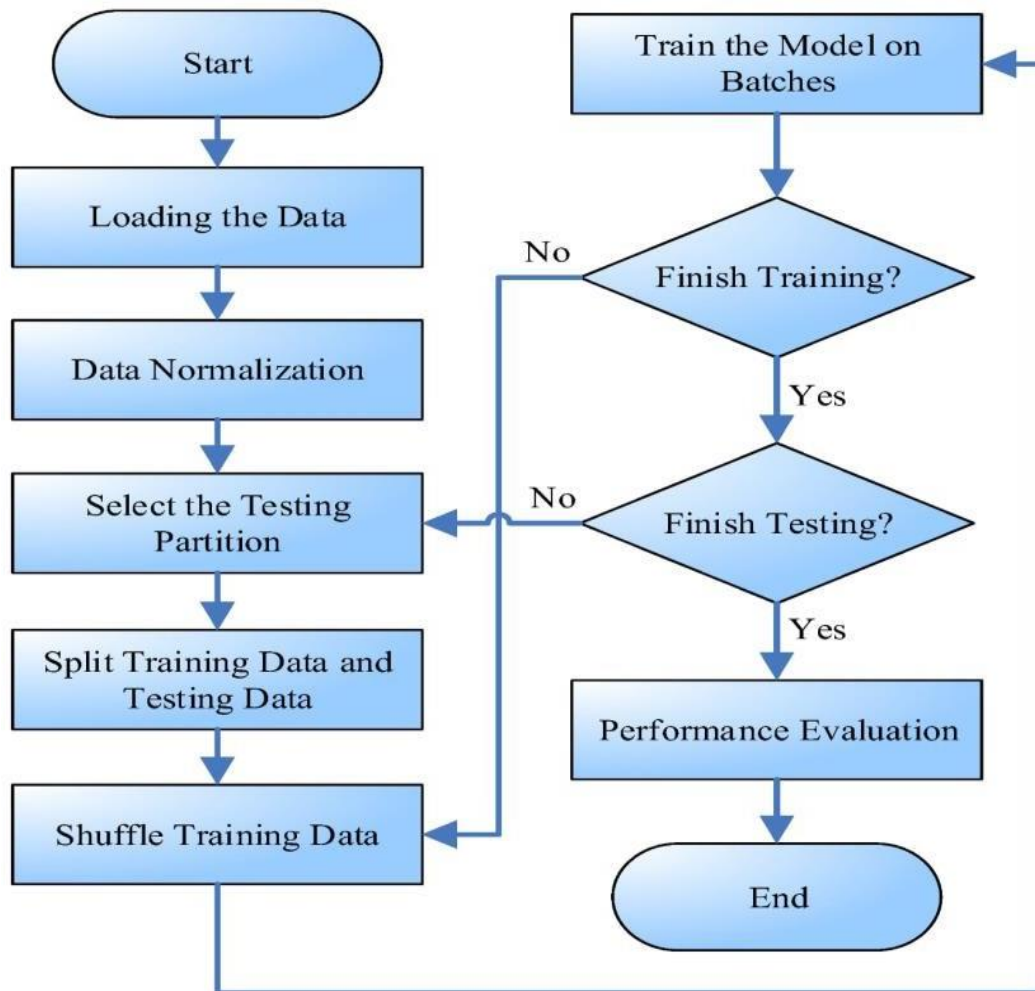 Start
Loading the Data
Data Normalization
Select the Testing
Partition
Split Training Data and
Testing Data
Shuffle Training Data
Train the Model on
Batches
No
Finish Training?
Yes
No
Finish Testing?
Yes
Performance Evaluation
End